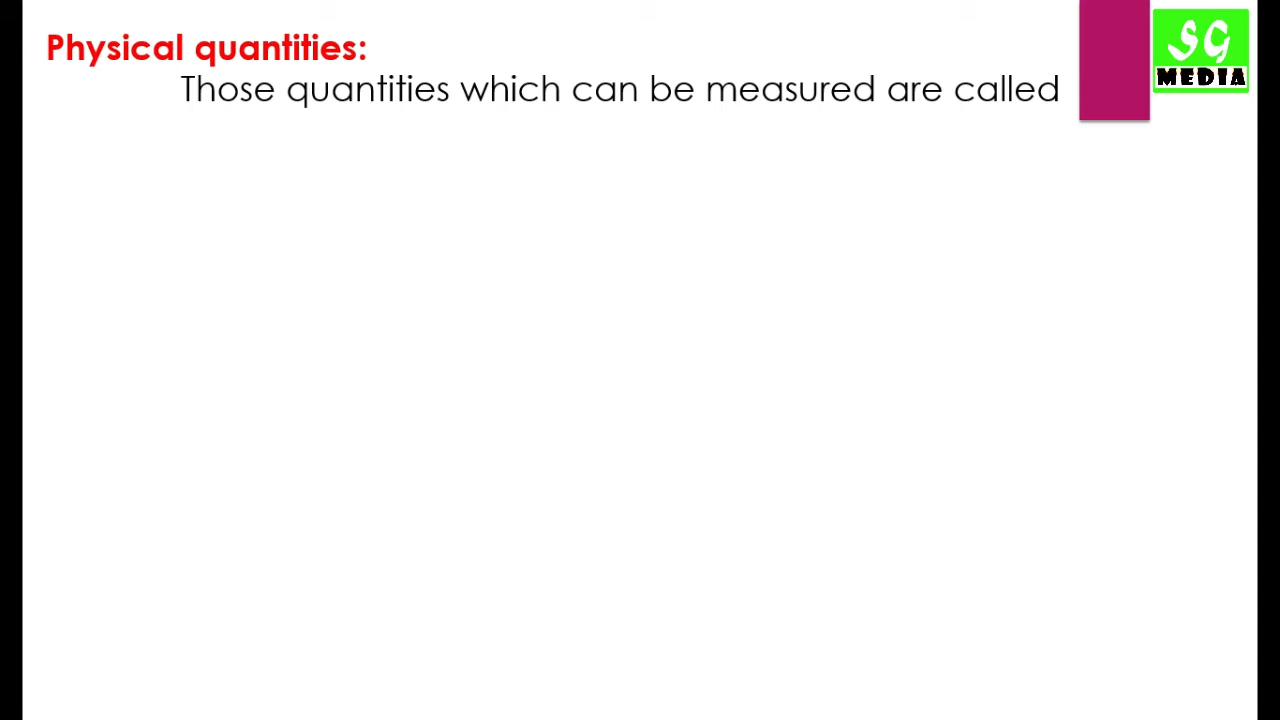 Physical quantities:
Those quantities which can be measured are called
SG
MEDIA